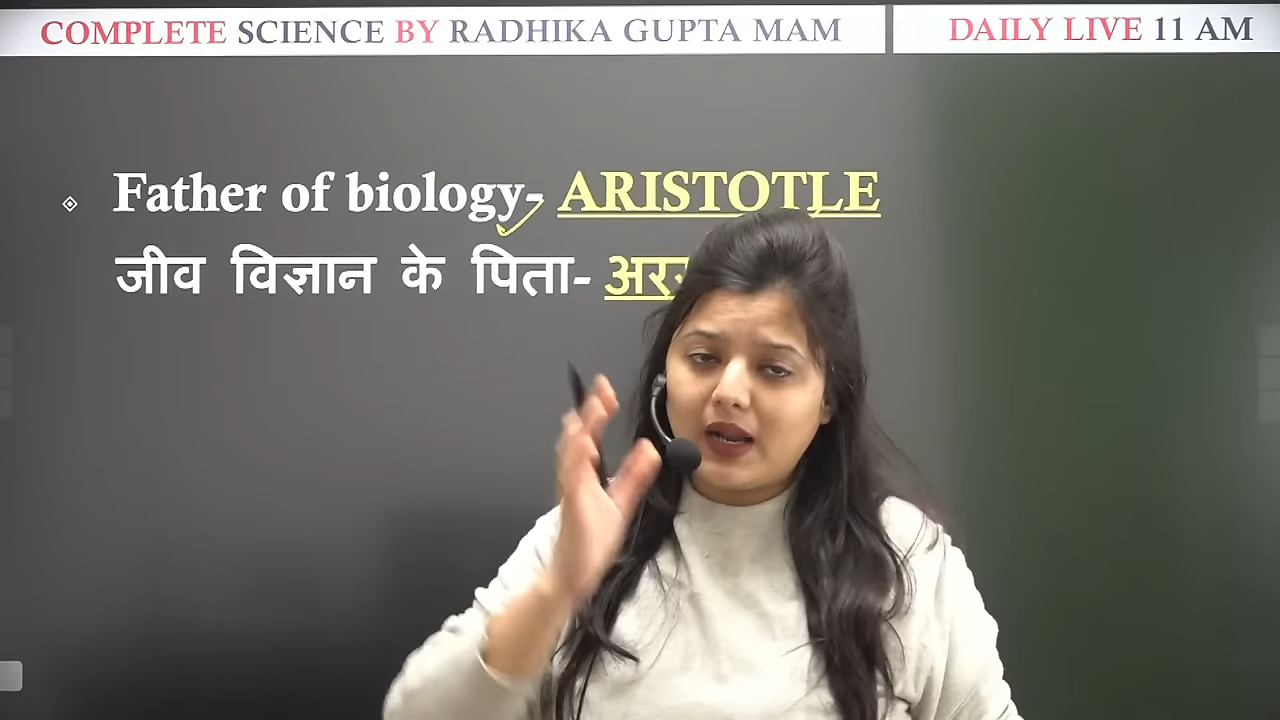 COMPLETE SCIENCE BY RADHIKA GUPTA MAM
DAILY LIVE 11 AM
Father of biology- ARISTOTLE
जीव विज्ञान के पिता-